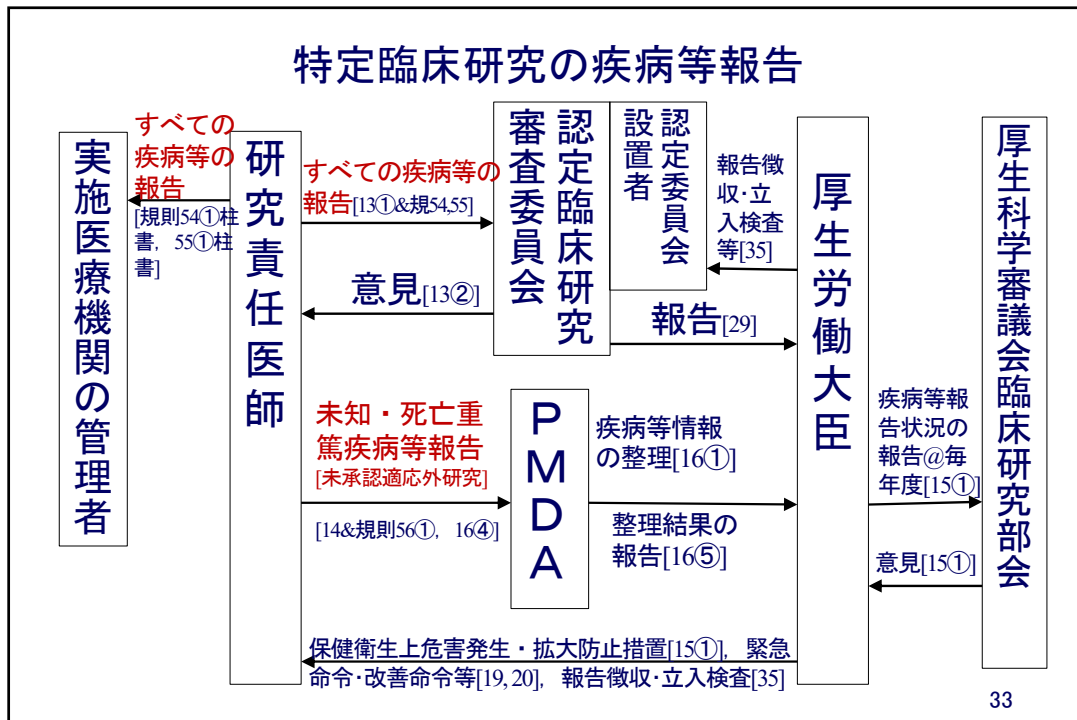 特定臨床研究の疾病等報告
実施医療機関の管理者
すべての
疾病等の
報告
[規則54①柱
書，55①柱
書]
研究責任医師
すべての疾病等の
報告[13①&規54,55]
意見[13②]
認定臨床研究
審査委員会
認定委員会
設置者
報告徴
収・立
入検査
等[35]
報告[29]
厚生労働大臣
厚生科学審議会臨床研究部会
未知・死亡重
篤疾病等報告
[未承認適応外研究]
[14&規則56①，16④]
ＰＭＤＡ
疾病等情報
の整理[16①]
整理結果の
報告[16⑤]
疾病等報
告状況の
報告@毎
年度[15①]
意見[15①]
保健衛生上危害発生・拡大防止措置[15①]，緊急
命令・改善命令等[19, 20]，報告徴収・立入検査[35]
33